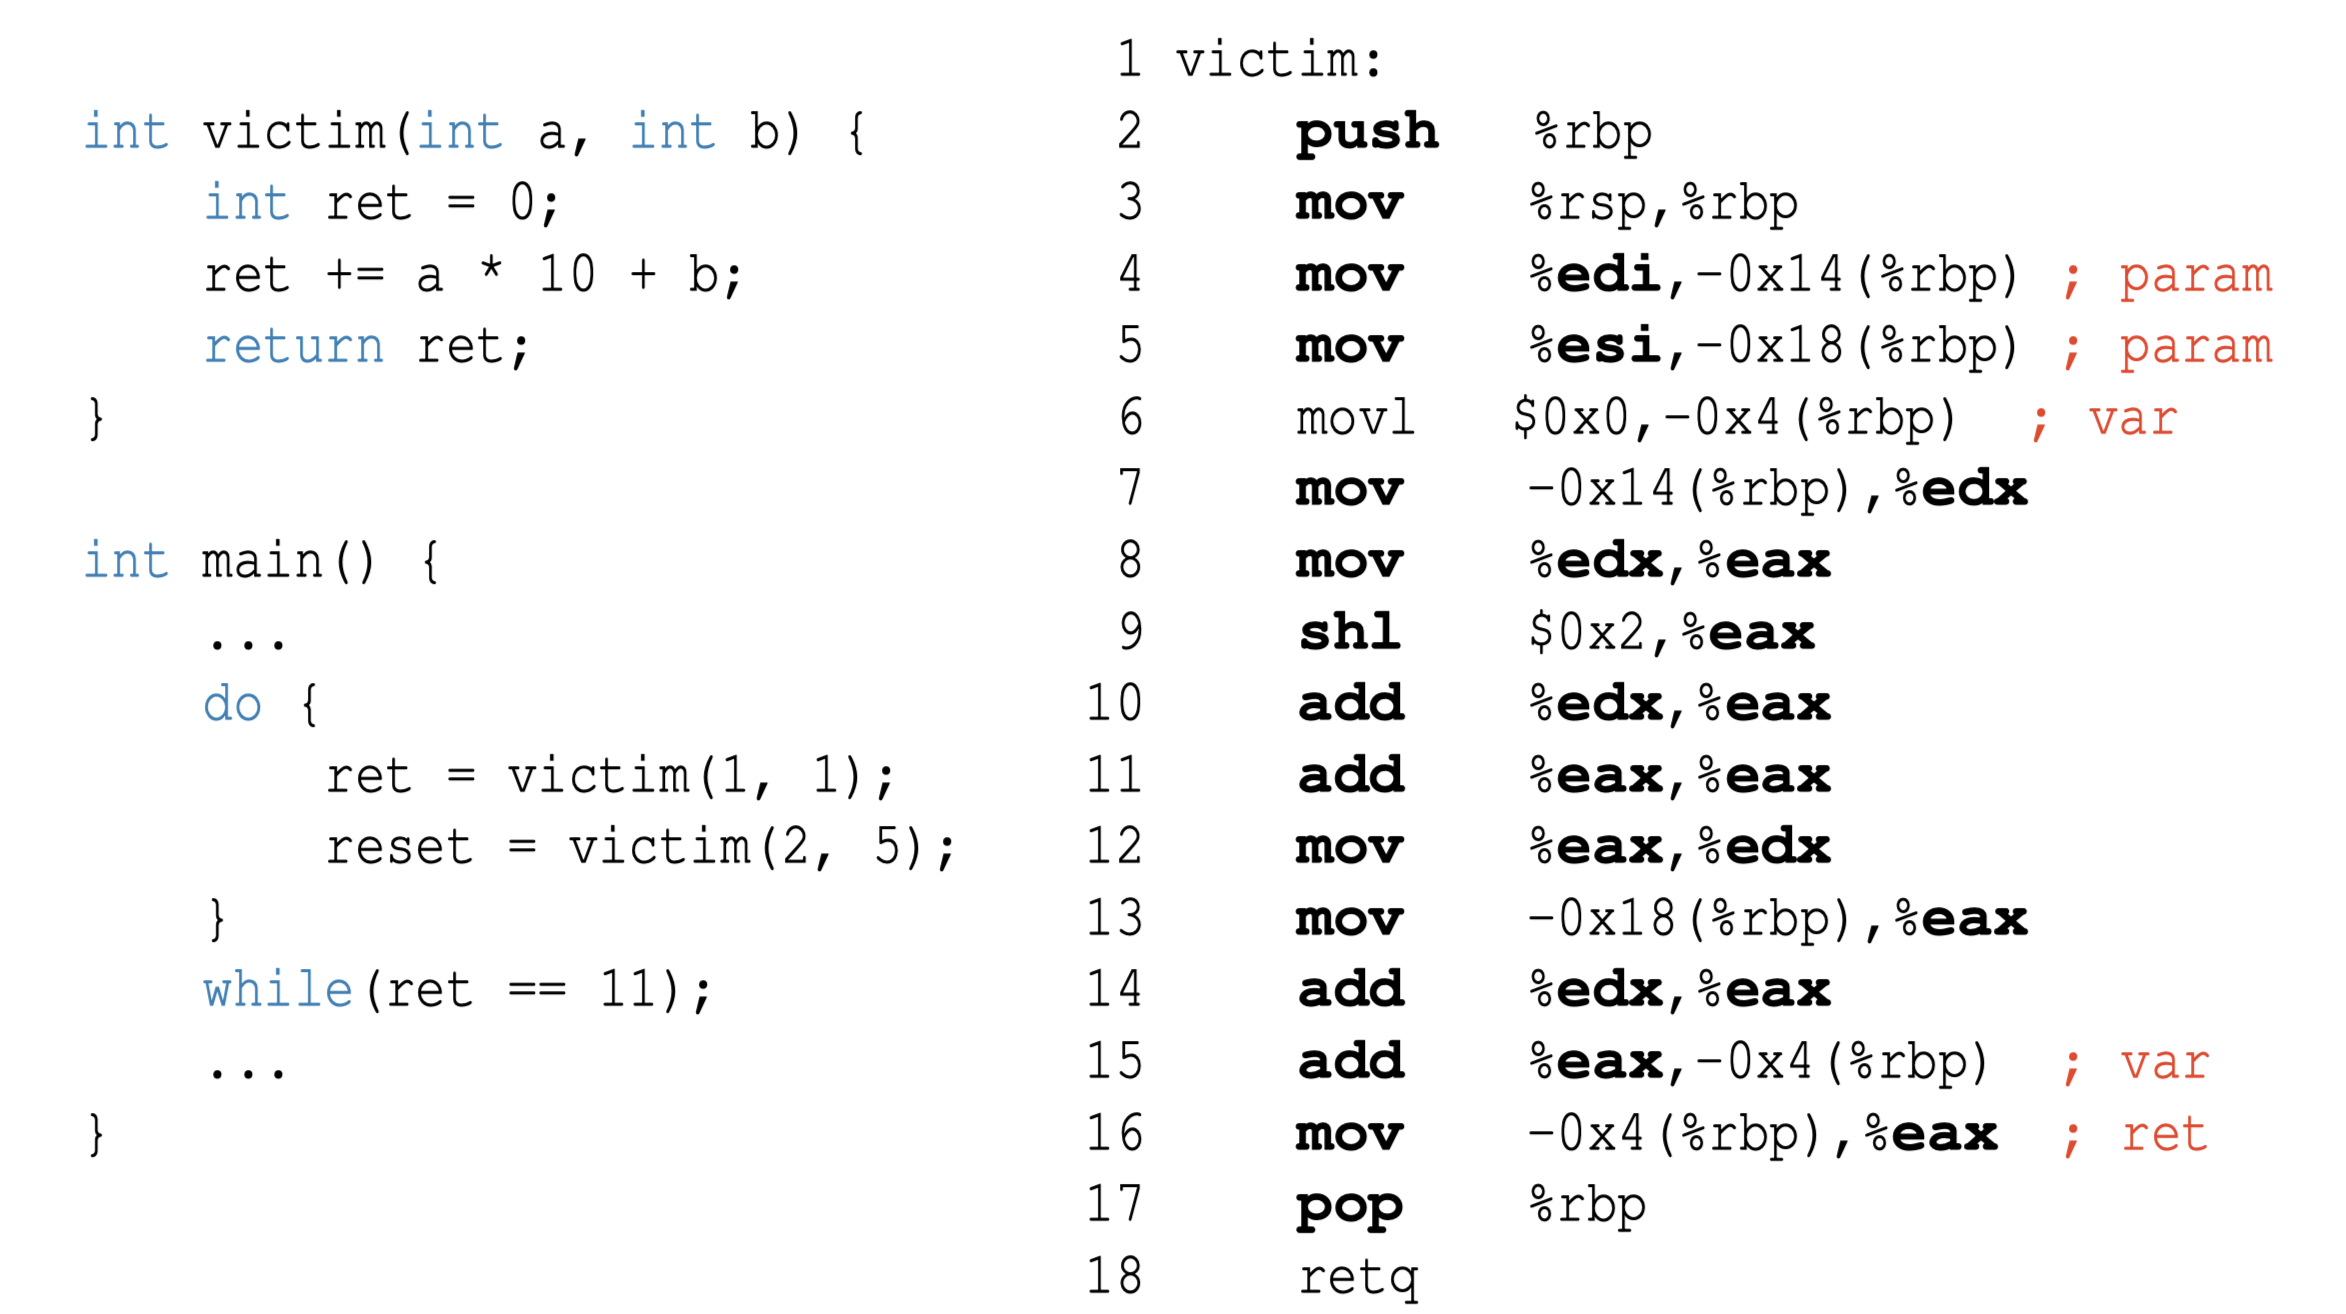 int victim(int a, int b) {
    int ret = 0;
    ret += a * 10 + b;
    return ret;
}

int main() {
    ...
    do {
        ret = victim(1, 1);
        reset = victim(2, 5);
    }
    while(ret == 11);
    ...
}
1 victim:
2 push %rbp
3 mov %rsp,%rbp
4 mov %edi,-0x14(%rbp) ; param
5 mov %esi,-0x18(%rbp) ; param
6 movl $0x0,-0x4(%rbp) ; var
7 mov -0x14(%rbp),%edx
8 mov %edx,%eax
9 shl $0x2,%eax
10 add %edx,%eax
11 add %eax,%eax
12 mov %eax,%edx
13 mov -0x18(%rbp),%eax
14 add %edx,%eax
15 add %eax,-0x4(%rbp) ; var
16 mov -0x4(%rbp),%eax ; ret
17 pop %rbp
18 retq